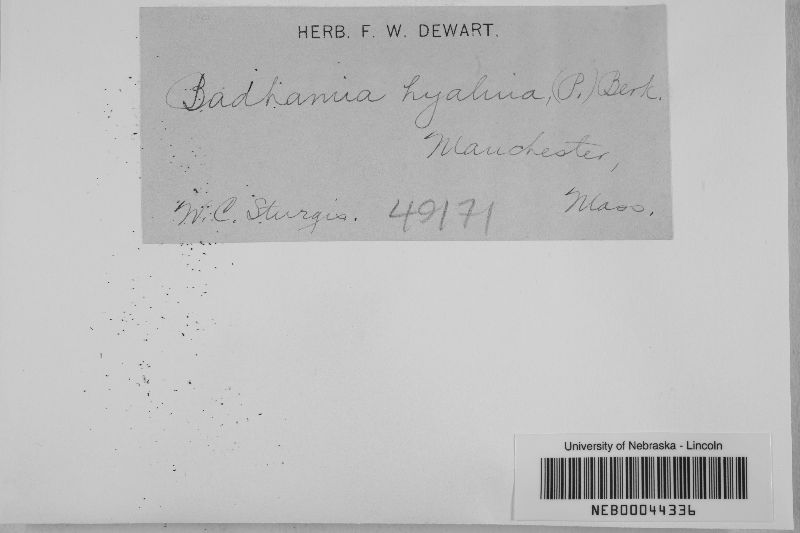 HERB. F. W. DEWART.
Badhamia hyalina, (P.) Berk.
Manchester,
Mass.
W. C. Sturgis. 49171
University of Nebraska - Lincoln
NEB00044336